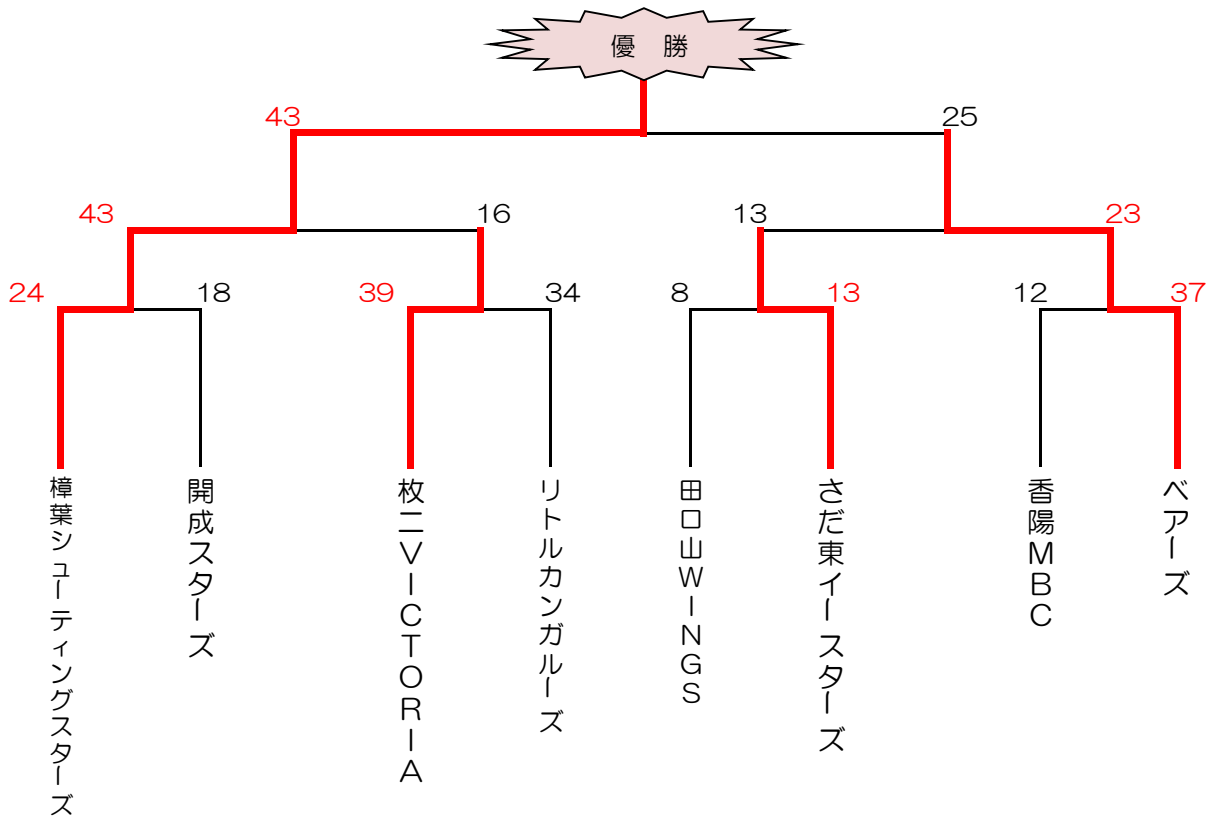 優　勝
43
25
43
16
13
23
24
18
39
34
8
13
12
37
樟葉シューティングスターズ
開成スターズ
枚二VICTORIA
リトルカンガルーズ
田口山WINGS
さだ東イースターズ
香陽MBC
ベアーズ